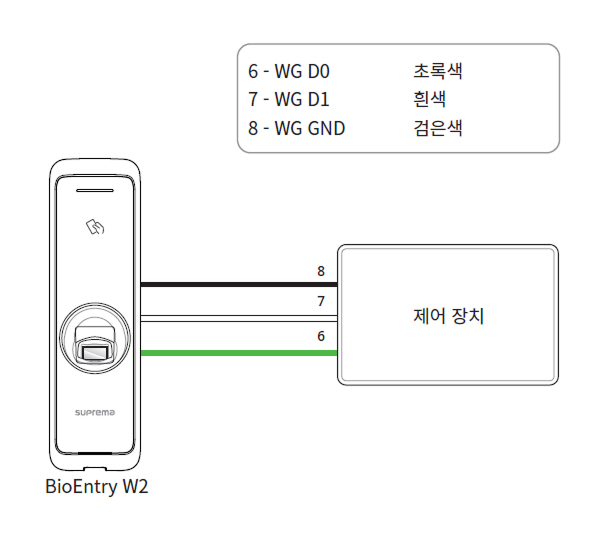 6 - WG D0 초록색
7 - WG D1 흰색
8 - WG GND 검은색
8
7
6
제어 장치
suprema
BioEntry W2